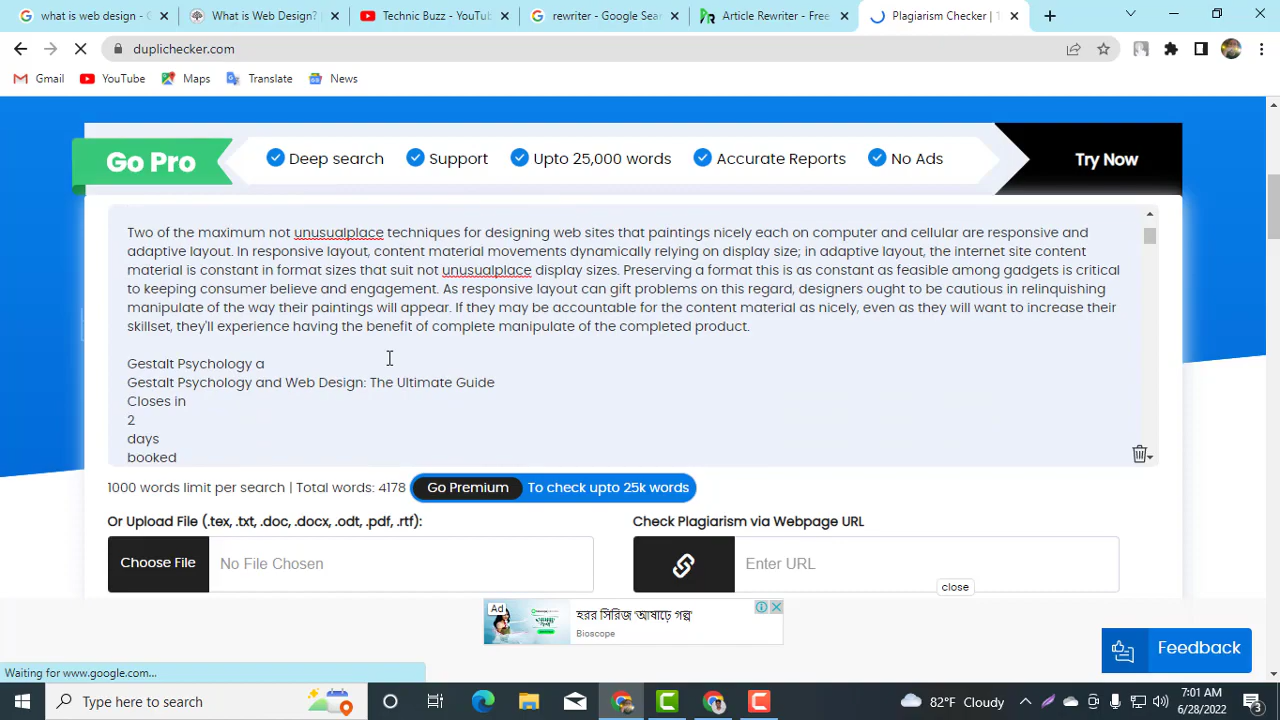 what is web design -
What is Web Design?
Technic Buzz - YouTu
rewriter - Google Sear
Article Rewriter - Free
Plagiarism Checker | T
duplichecker.com
Gmail
YouTube
Maps
Translate
News
Go Pro
Deep search
Support
Upto 25,000 words
Accurate Reports
No Ads
Try Now
Two of the maximum not unusualplace techniques for designing web sites that paintings nicely each on computer and cellular are responsive and
adaptive layout. In responsive layout, content material movements dynamically relying on display size; in adaptive layout, the internet site content
material is constant in format sizes that suit not unusualplace display sizes. Preserving a format this is as constant as feasible among gadgets is critical
to keeping consumer believe and engagement. As responsive layout can gift problems on this regard, designers ought to be cautious in relinquishing
manipulate of the way their paintings will appear. If they may be accountable for the content material as nicely, even as they will want to increase their
skillset, they'll experience having the benefit of complete manipulate of the completed product.
Gestalt Psychology a
Gestalt Psychology and Web Design: The Ultimate Guide
Closes in
2
days
booked
1000 words limit per search | Total words: 4178
Go Premium
To check upto 25k words
Or Upload File (.tex, .txt, .doc, .docx, .odt, .pdf, .rtf):
Check Plagiarism via Webpage URL
Choose File
No File Chosen
Enter URL
close
Ad
হরর সিরিজ 'আষাঢ়ে গল্প'
Bioscope
Feedback
Waiting for www.google.com...
Type here to search
82°F Cloudy
7:01 AM
6/28/2022
3